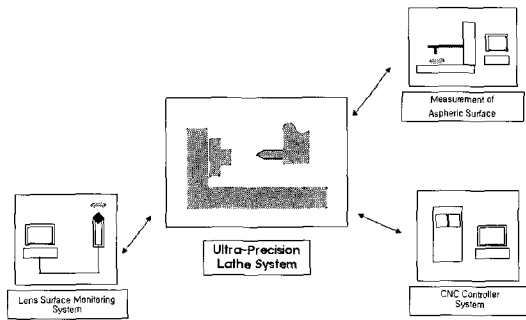 Measurement of
Aspheric Surface
Ultra-Precision
Lathe System
Lens Surface Monitoring
System
CNC Controller
System